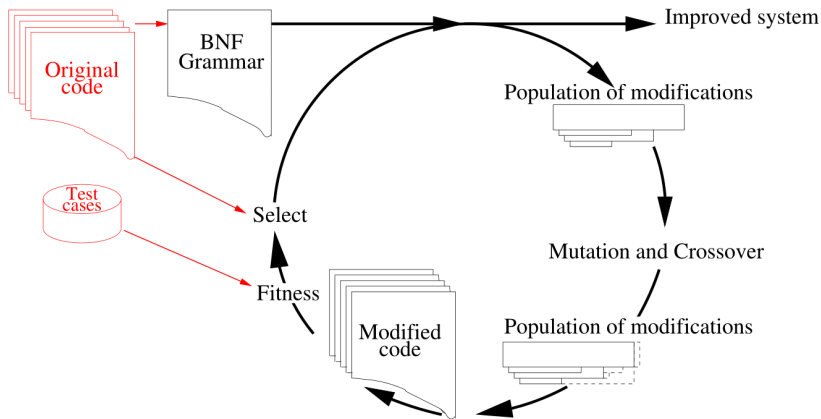 Original
code
BNF
Grammar
Improved system
Population of modifications
Test
cases
Select
Mutation and Crossover
Fitness
Modified
code
Population of modifications